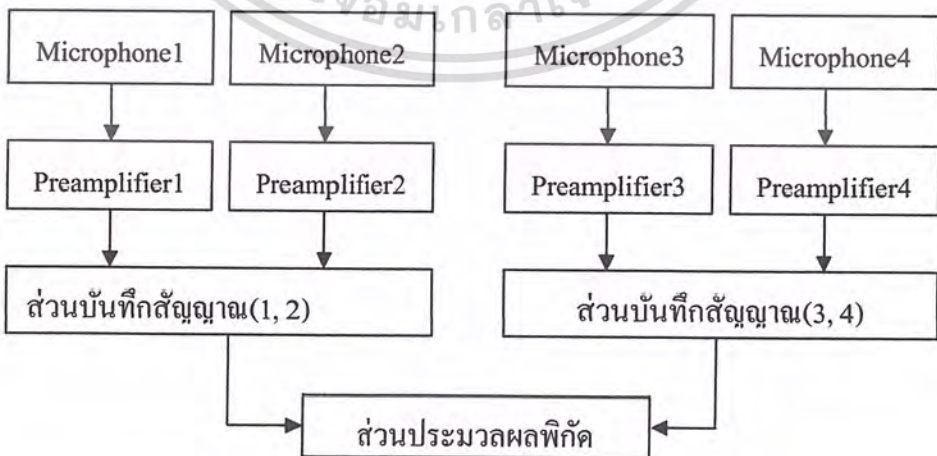 Microphone1 Microphone2 Microphone3 Microphone4
Preamplifier1 Preamplifier2 Preamplifier3 Preamplifier4
ส่วนบันทึกสัญญาณ(1, 2) ส่วนบันทึกสัญญาณ(3, 4)
ส่วนประมวลผลพิกัด